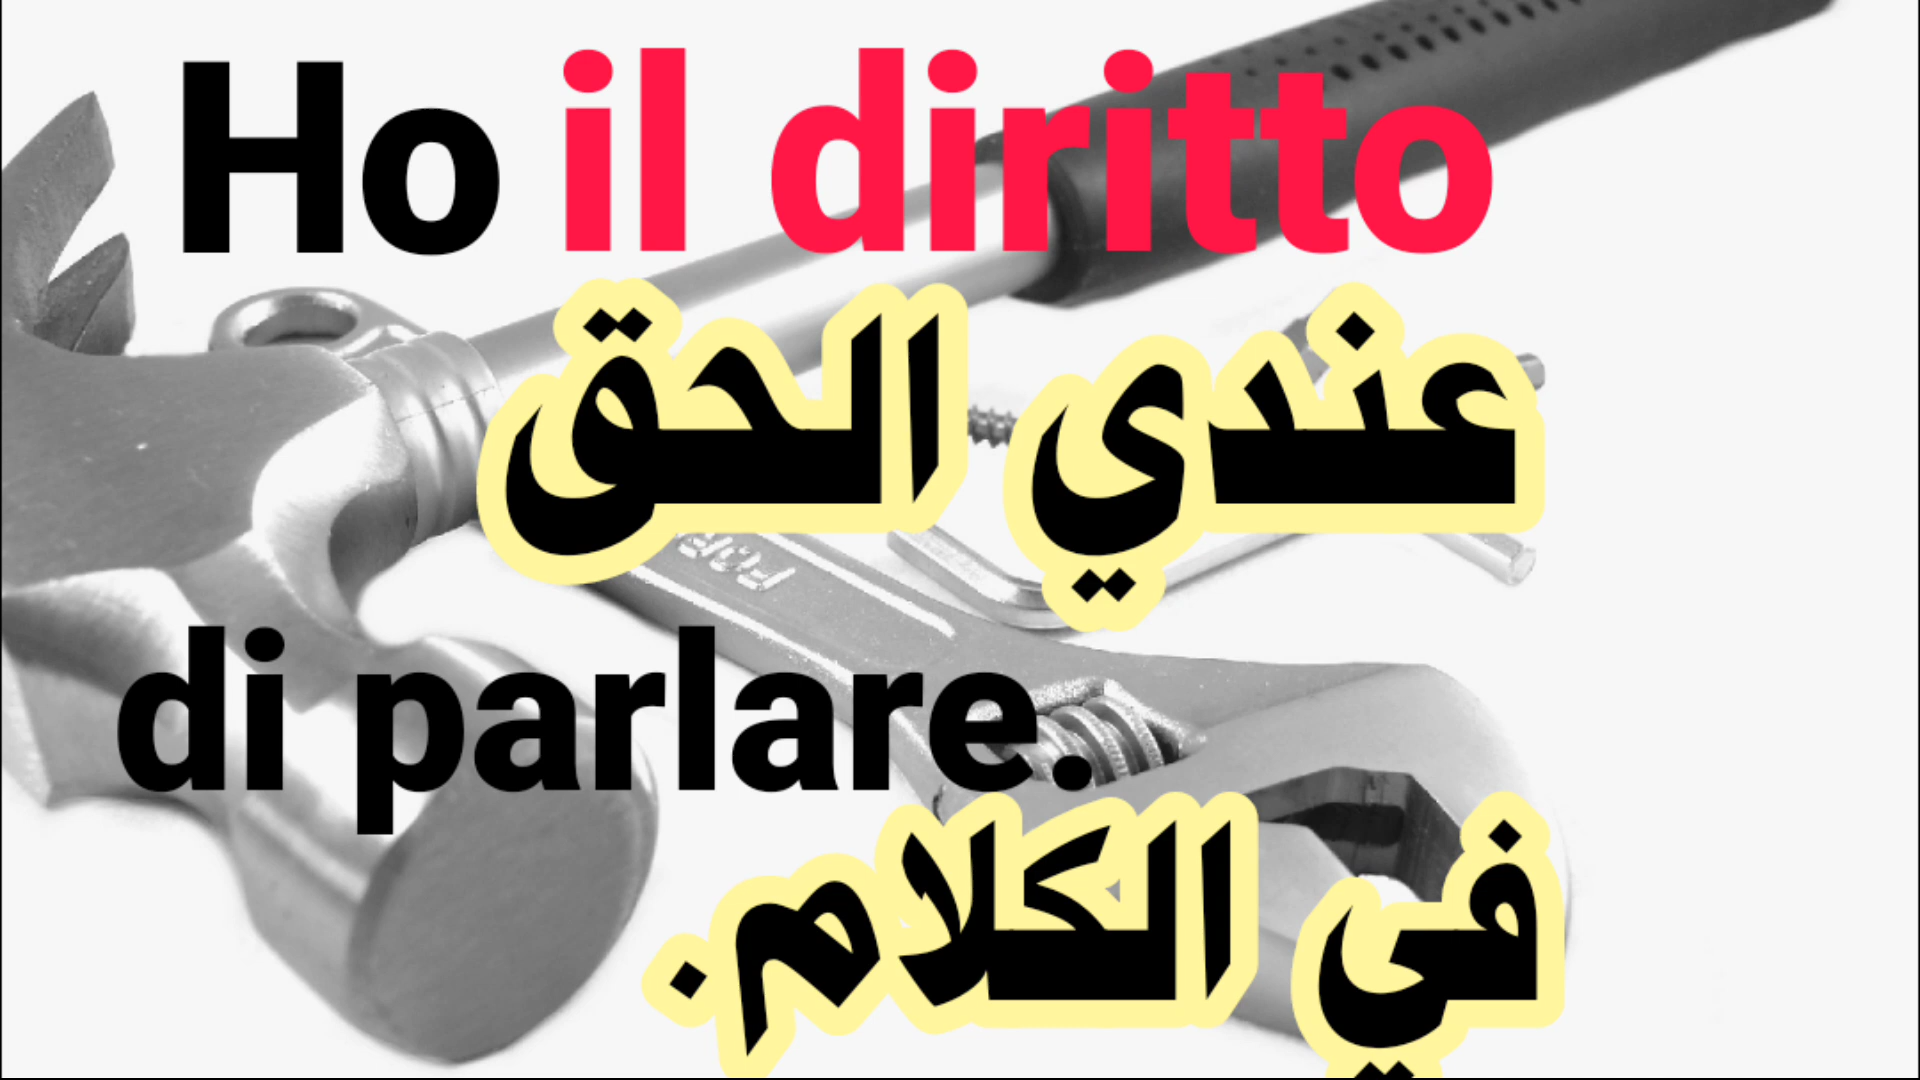 Ho il diritto
عندي الحق
di parlare.
في الكلام.